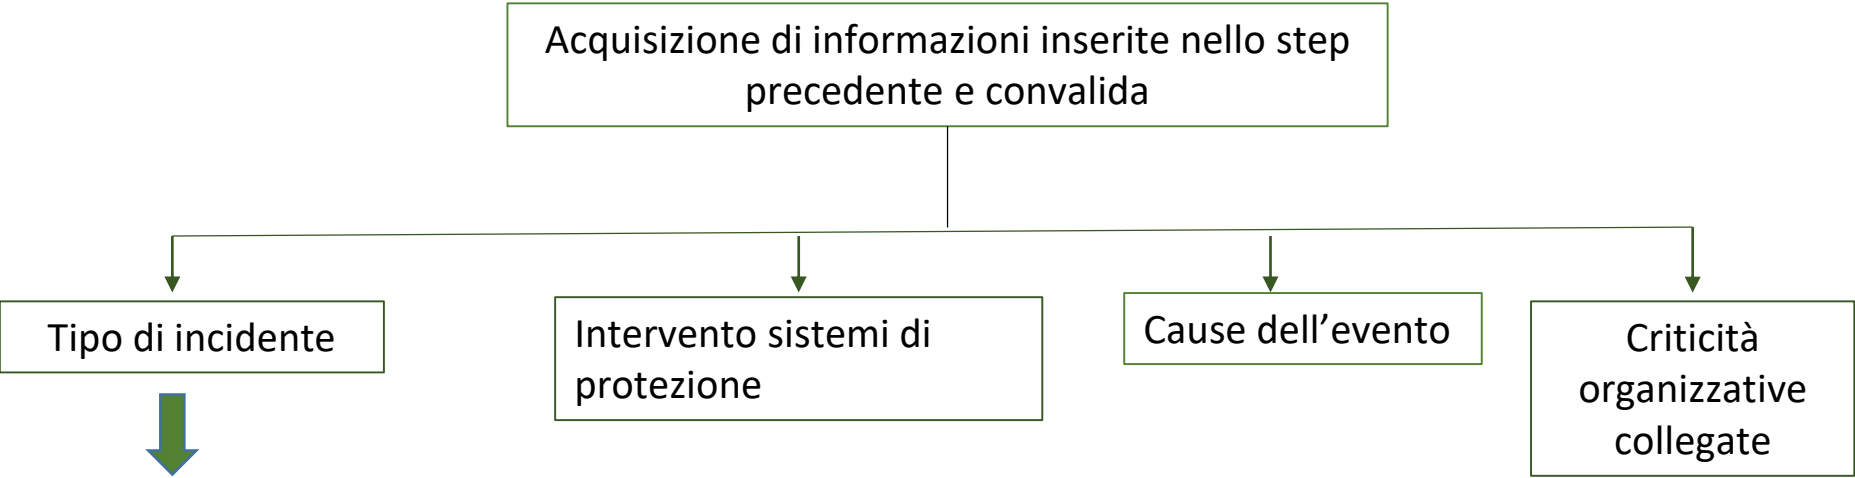 Acquisizione di informazioni inserite nello step
precedente e convalida
Tipo di incidente
Intervento sistemi di
protezione
Cause dell’evento
Criticità
organizzative
collegate